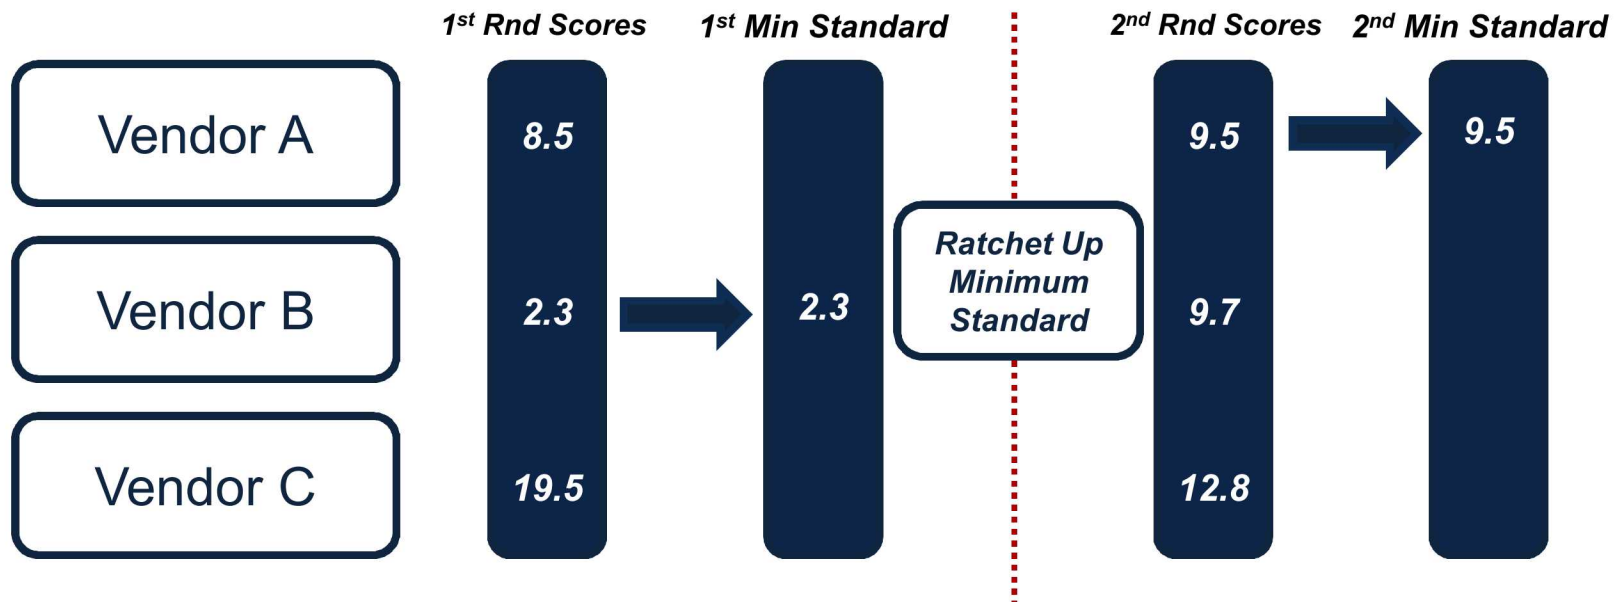 1st Rnd Scores 1st Min Standard 2nd Rnd Scores 2nd Min Standard
Vendor A 8.5 9.5 9.5
Ratchet Up
Minimum
Standard
Vendor B 2.3 2.3 9.7
Vendor C 19.5 12.8